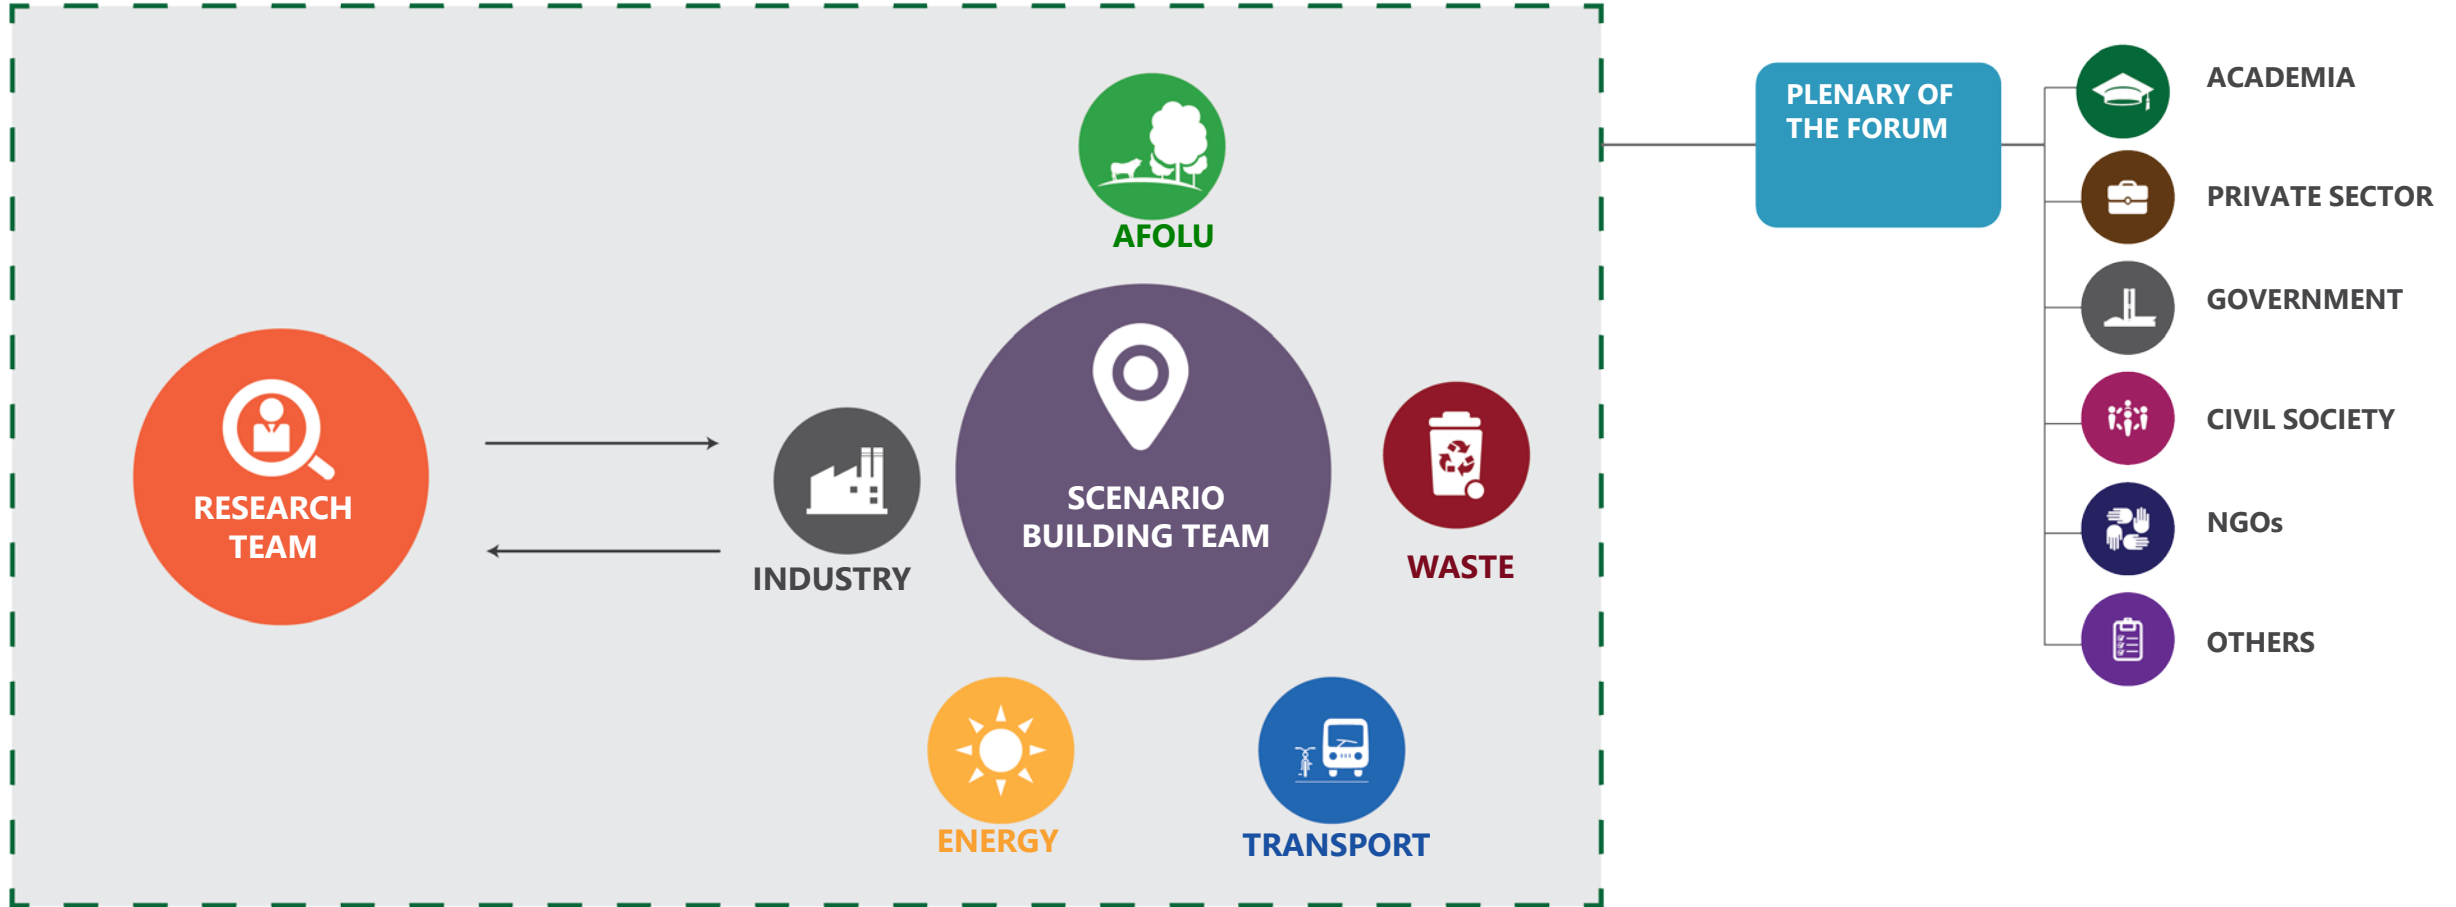 AFOLU
RESEARCH
TEAM
INDUSTRY
SCENARIO
BUILDING TEAM
WASTE
ENERGY
TRANSPORT
PLENARY OF
THE FORUM
ACADEMIA
PRIVATE SECTOR
GOVERNMENT
CIVIL SOCIETY
NGOs
OTHERS